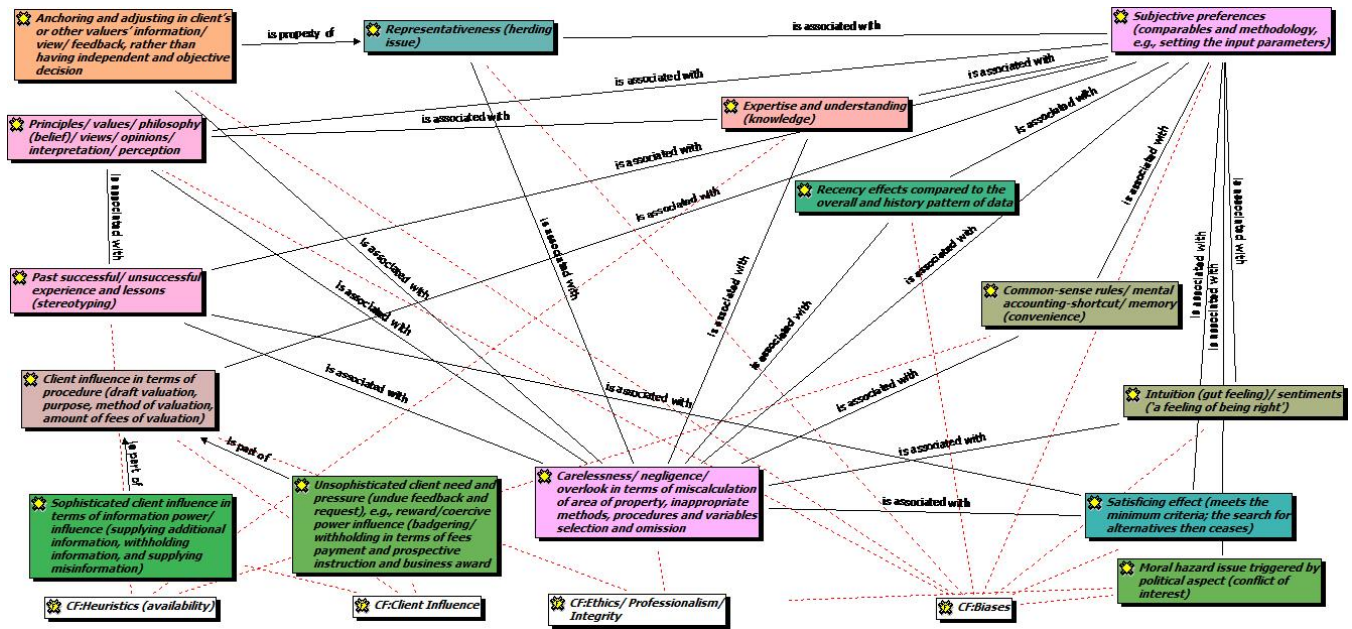 Anchoring and adjusting in client's
or other valuers' information/
view/ feedback, rather than
having independent and objective
decision
is property of
Representativeness (herding
issue)
is associated with
Subjective preferences
(comparables and methodology,
e.g., setting the input parameters)
is associated with
is associated with
Principles/ values/ philosophy
(belief)/ views/ opinions/
interpretation/ perception
is associated with
Expertise and understanding
(knowledge)
is associated with
is associated with
is associated with
is associated with
is associated with
Recency effects compared to the
overall and history pattern of data
is associated with
is associated with
is associated with
is associated with
is associated with
is associated with
is associated with
is associated with
Past successful/ unsuccessful
experience and lessons
(stereotyping)
is associated with
Common-sense rules/ mental
accounting-shortcut/ memory
(convenience)
is associated with
is associated with
Client influence in terms of
procedure (draft valuation,
purpose, method of valuation,
amount of fees of valuation)
is associated with
is associated with
is associated with
Intuition (gut feeling)/ sentiments
('a feeling of being right')
is part of
is part of
is associated with
Sophisticated client influence in
terms of information power/
influence (supplying additional
information, withholding
information, and supplying
misinformation)
Unsophisticated client need and
pressure (undue feedback and
request), e.g., reward/coercive
power influence (badgering/
withholding in terms of fees
payment and prospective
instruction and business award
Carelessness/ negligence/
overlook in terms of miscalculation
of area of property, inappropriate
methods, procedures and variables
selection and omission
is associated with
Satisficing effect (meets the
minimum criteria; the search for
alternatives then ceases)
Moral hazard issue triggered by
political aspect (conflict of
interest)
CF:Heuristics (availability)
CF:Client Influence
CF:Ethics/ Professionalism/
Integrity
CF:Biases